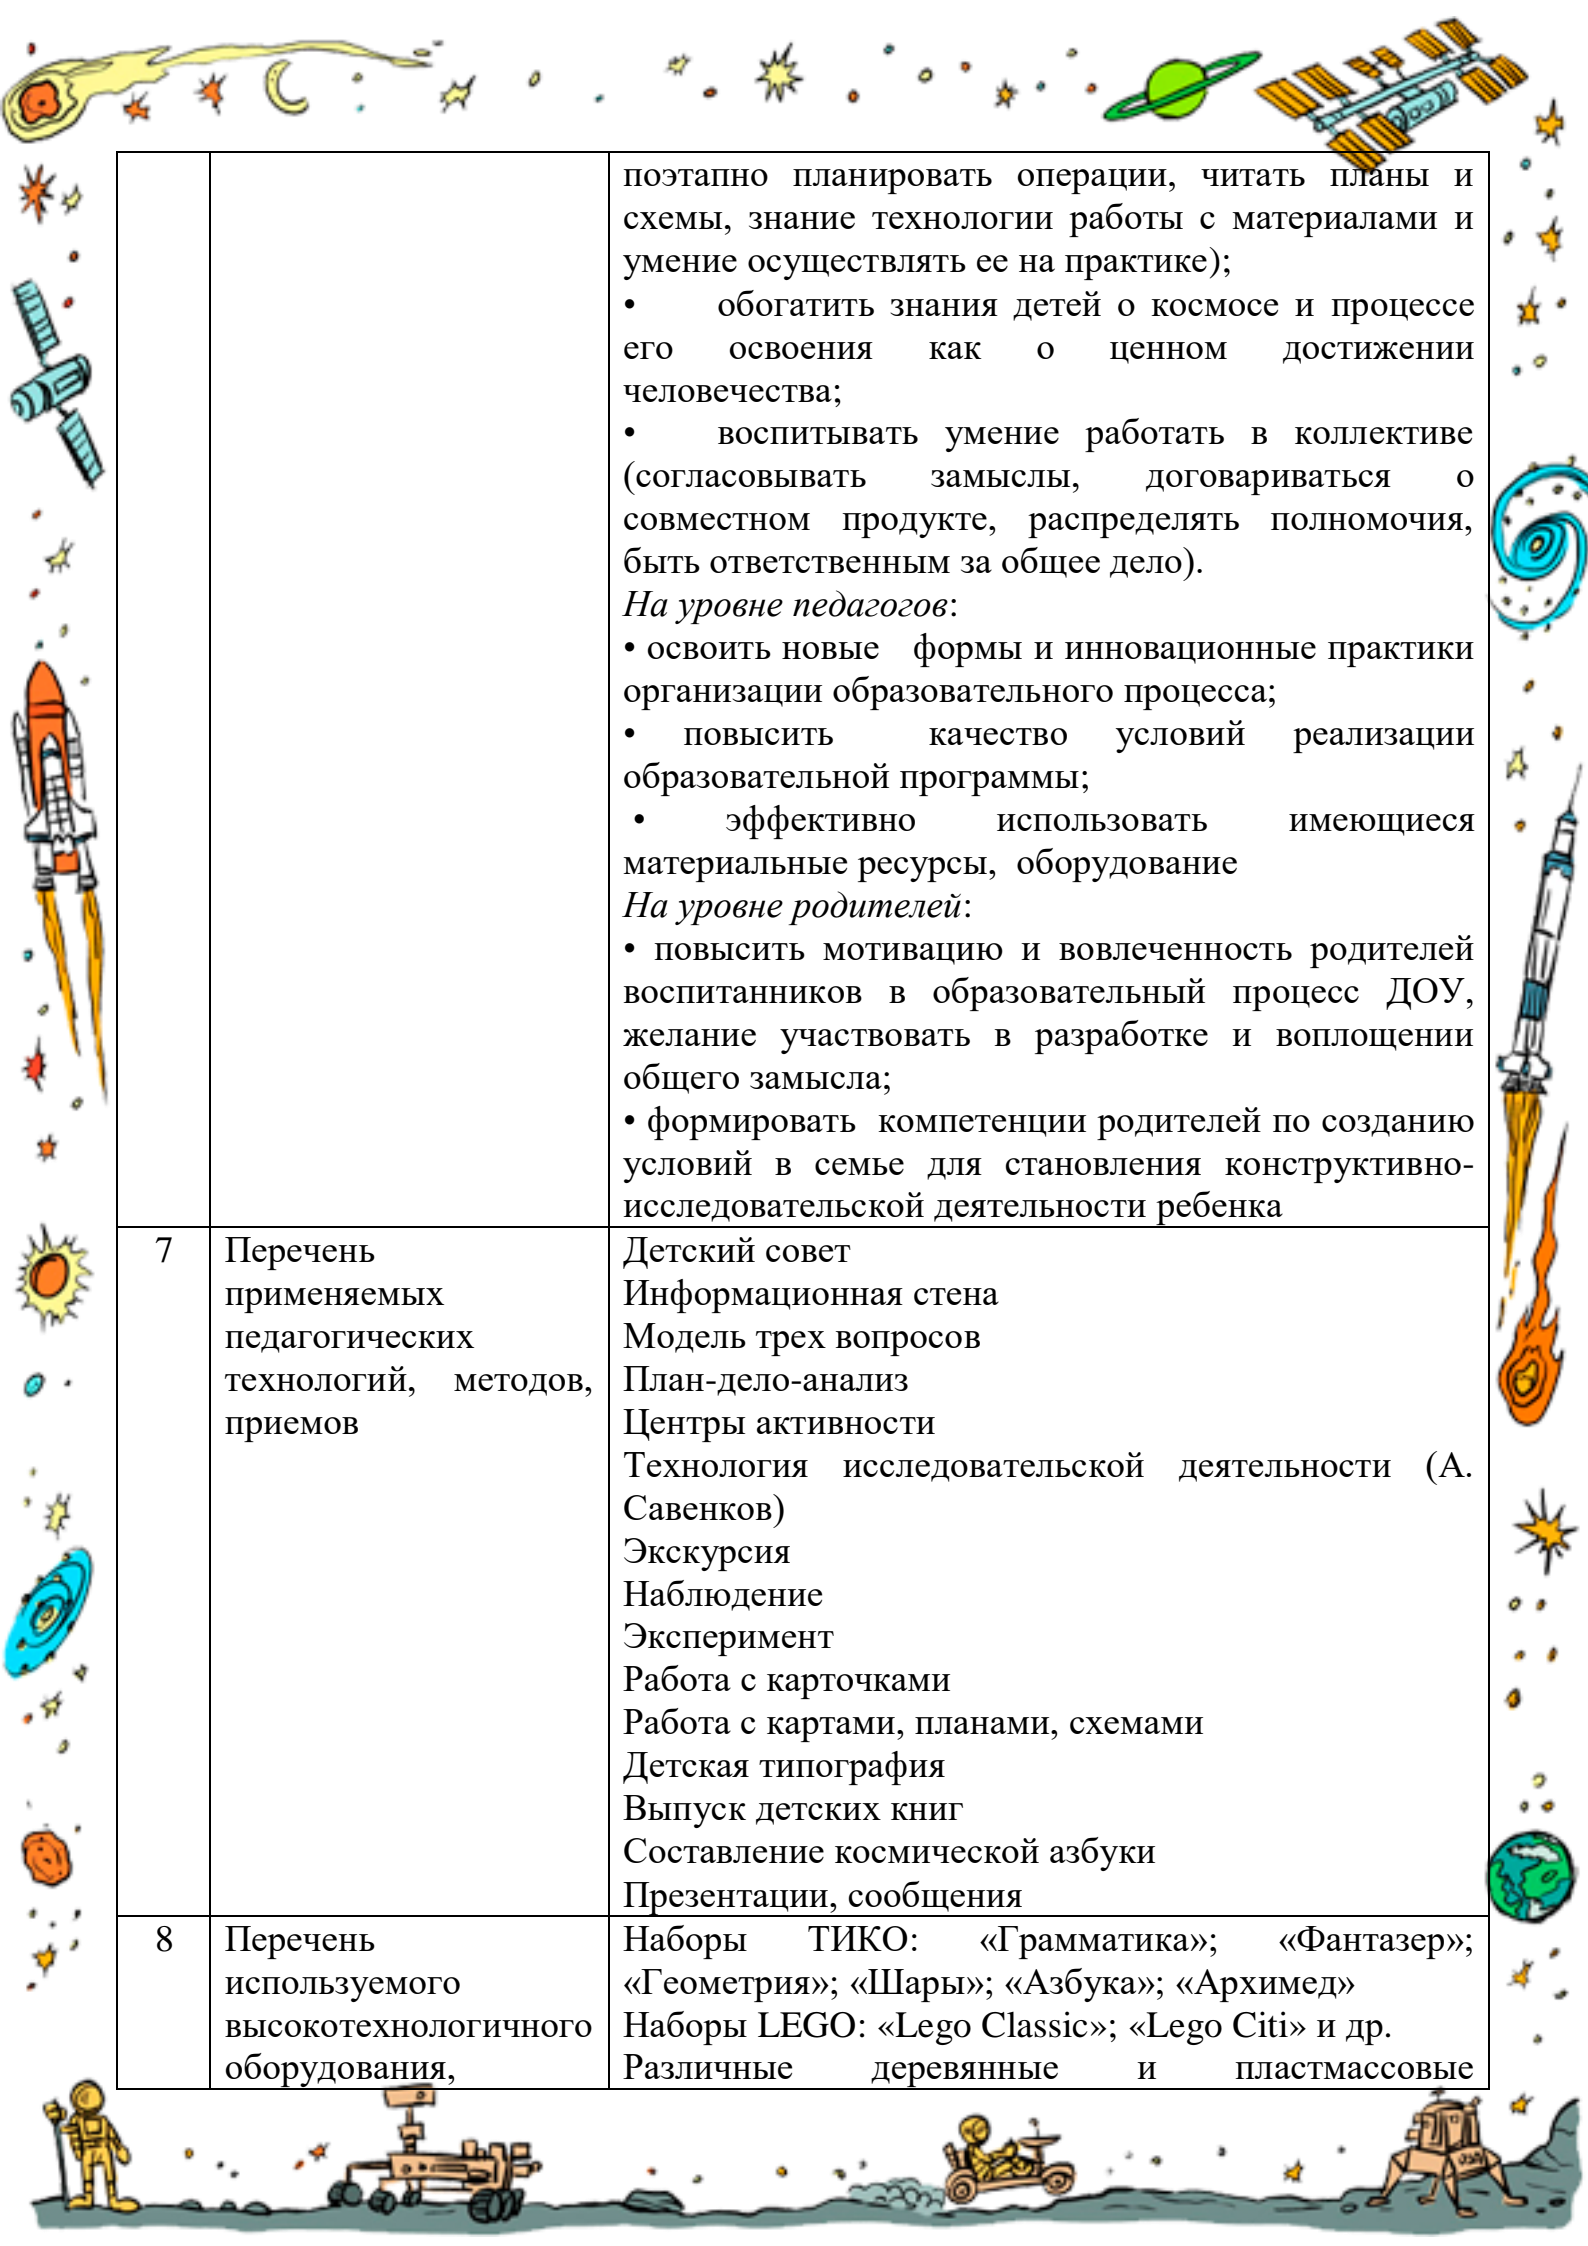 поэтапно планировать операции, читать планы и
схемы, знание технологии работы с материалами и
умение осуществлять ее на практике);
• обогатить знания детей о космосе и процессе
его освоения как о ценном достижении
человечества;
• воспитывать умение работать в коллективе
(согласовывать замыслы, договариваться о
совместном продукте, распределять полномочия,
быть ответственным за общее дело).
На уровне педагогов:
• освоить новые формы и инновационные практики
организации образовательного процесса;
• повысить качество условий реализации
образовательной программы;
• эффективно использовать имеющиеся
материальные ресурсы, оборудование
На уровне родителей:
• повысить мотивацию и вовлеченность родителей
воспитанников в образовательный процесс ДОУ,
желание участвовать в разработке и воплощении
общего замысла;
• формировать компетенции родителей по созданию
условий в семье для становления конструктивно-
исследовательской деятельности ребенка
7
Перечень
применяемых
педагогических
технологий, методов,
приемов
Детский совет
Информационная стена
Модель трех вопросов
План-дело-анализ
Центры активности
Технология исследовательской деятельности (А.
Савенков)
Экскурсия
Наблюдение
Эксперимент
Работа с карточками
Работа с картами, планами, схемами
Детская типография
Выпуск детских книг
Составление космической азбуки
Презентации, сообщения
8
Перечень
используемого
высокотехнологичного
оборудования,
Наборы ТИКО: «Грамматика»; «Фантазер»;
«Геометрия»; «Шары»; «Азбука»; «Архимед»
Наборы LEGO: «Lego Classic»; «Lego Citi» и др.
Различные деревянные и пластмассовые